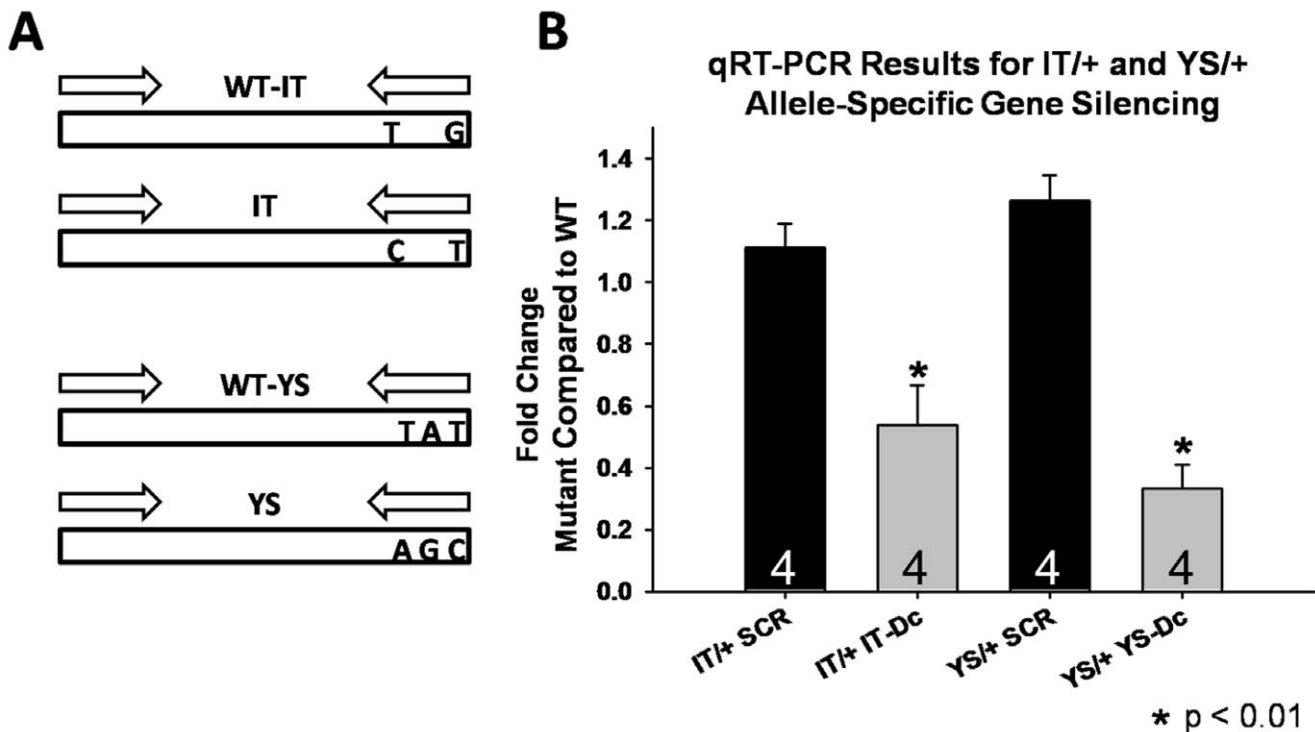 A
WT-IT
T G
IT
C T
WT-YS
T A T
YS
A G C
B
qRT-PCR Results for IT/+ and YS/+
Allele-Specific Gene Silencing
Fold Change
Mutant Compared to WT
1.4
1.2
1.0
0.8
0.6
0.4
0.2
0.0
*
*
4 4 4 4
IT/+ SCR
IT/+ IT-Dc
YS/+ SCR
YS/+ YS-Dc
* p < 0.01